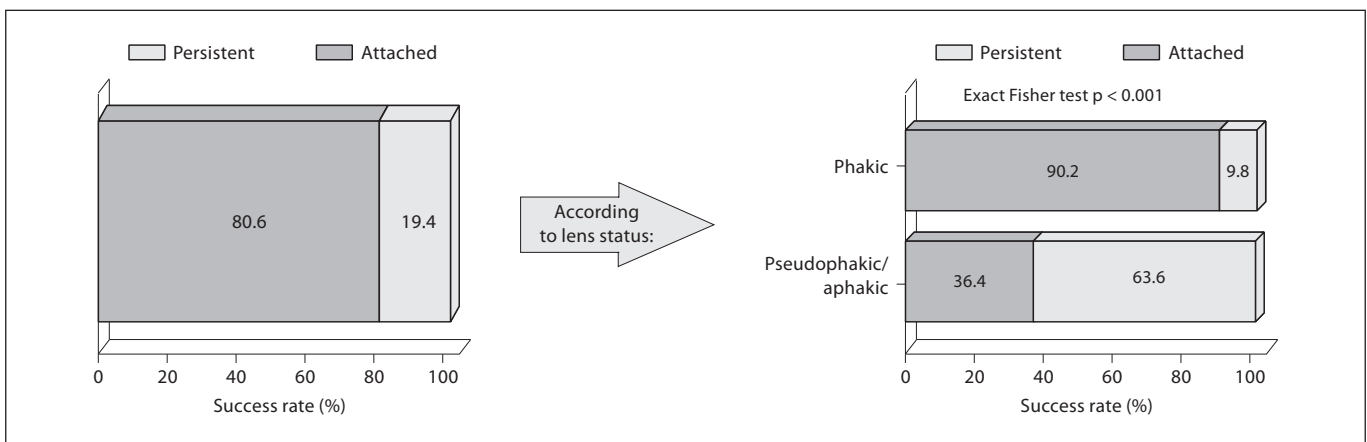 Persistent Attached
80.6 19.4
0 20 40 60 80 100
Success rate (%)
According
to lens status:
Persistent Attached
Exact Fisher test p < 0.001
Phakic 90.2 9.8
Pseudophakic/
aphakic
36.4 63.6
0 20 40 60 80 100
Success rate (%)